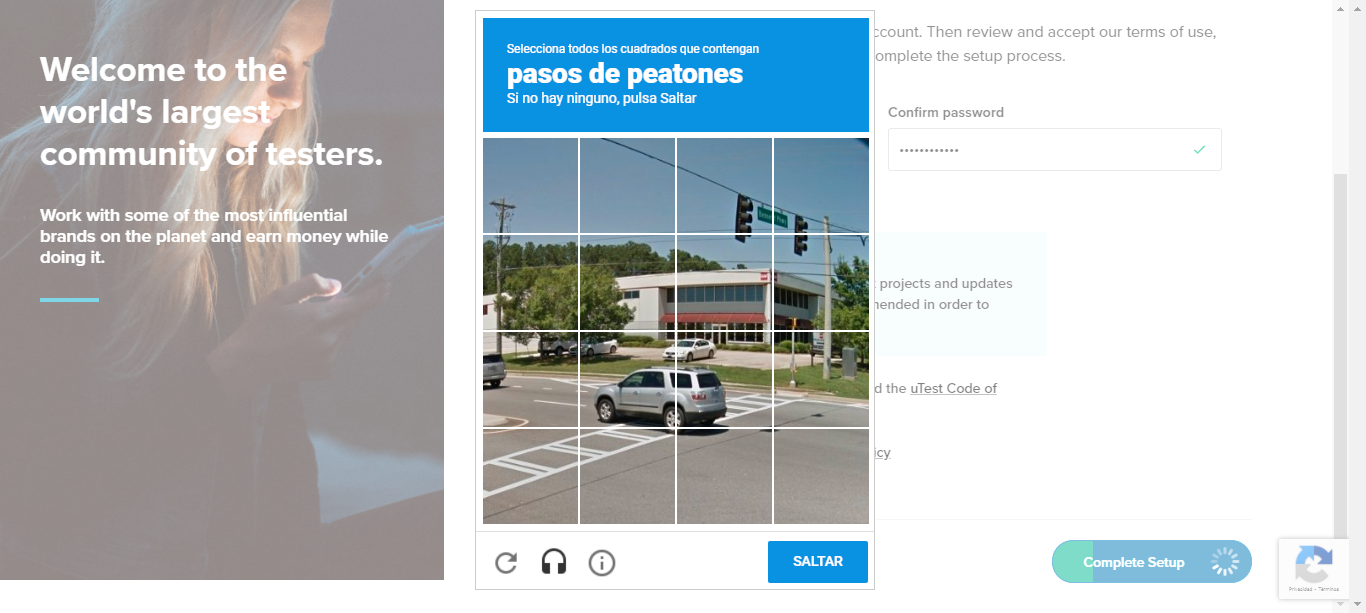 Welcome to the
world's largest
community of testers.
Work with some of the most influential
brands on the planet and earn money while
doing it.
Selecciona todos los cuadrados que contengan
pasos de peatones
Si no hay ninguno, pulsa Saltar
SALTAR
ccount. Then review and accept our terms of use,
omplete the setup process.
Confirm password
••••••••••••
projects and updates
nended in order to
d the uTest Code of
icy
Complete Setup
Privacidad - Términos